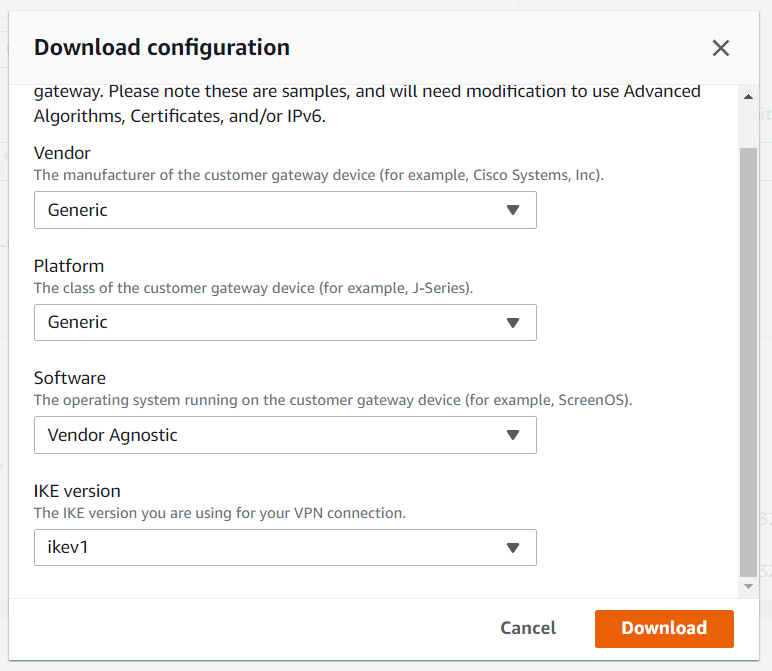 Download configuration
gateway. Please note these are samples, and will need modification to use Advanced
Algorithms, Certificates, and/or IPv6.
Vendor
The manufacturer of the customer gateway device (for example, Cisco Systems, Inc).
Generic
Platform
The class of the customer gateway device (for example, J-Series).
Generic
Software
The operating system running on the customer gateway device (for example, ScreenOS).
Vendor Agnostic
IKE version
The IKE version you are using for your VPN connection.
ikev1
Cancel
Download